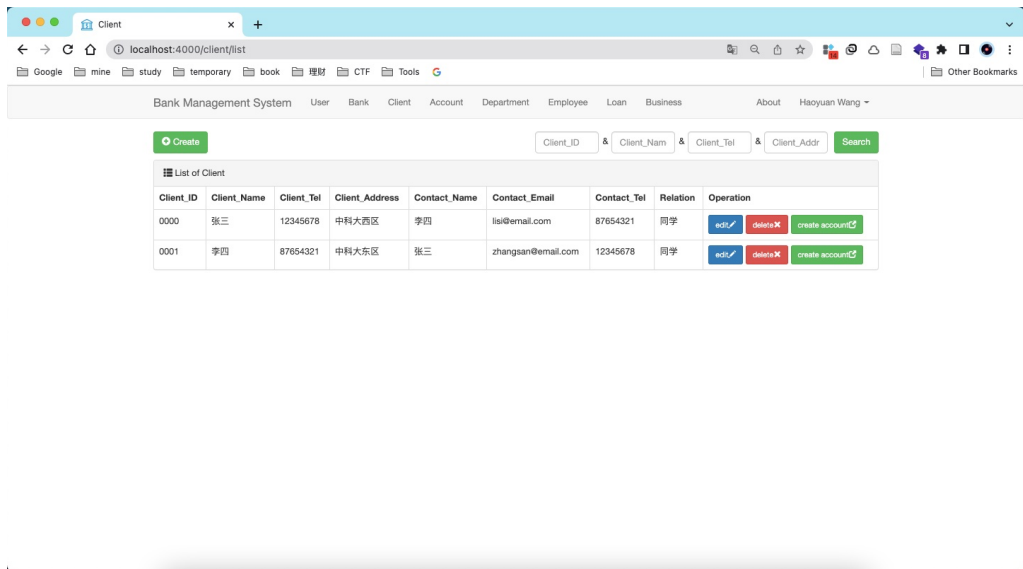 Client
localhost:4000/client/list
Google mine study temporary book 理财 CTF Tools Other Bookmarks
Bank Management System User Bank Client Account Department Employee Loan Business About Haoyuan Wang
Create Client_ID & Client_Nam & Client_Tel & Client_Addr Search
List of Client
Client_ID Client_Name Client_Tel Client_Address Contact_Name Contact_Email Contact_Tel Relation Operation
0000 张三 12345678 中科大西区 李四 lisi@email.com 87654321 同学 edit delete create account
0001 李四 87654321 中科大东区 张三 zhangsan@email.com 12345678 同学 edit delete create account